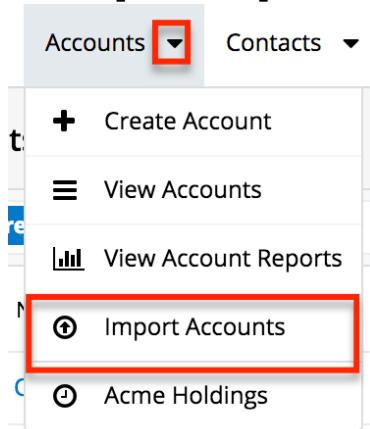 Accounts Contacts
Create Account
View Accounts
View Account Reports
Import Accounts
Acme Holdings